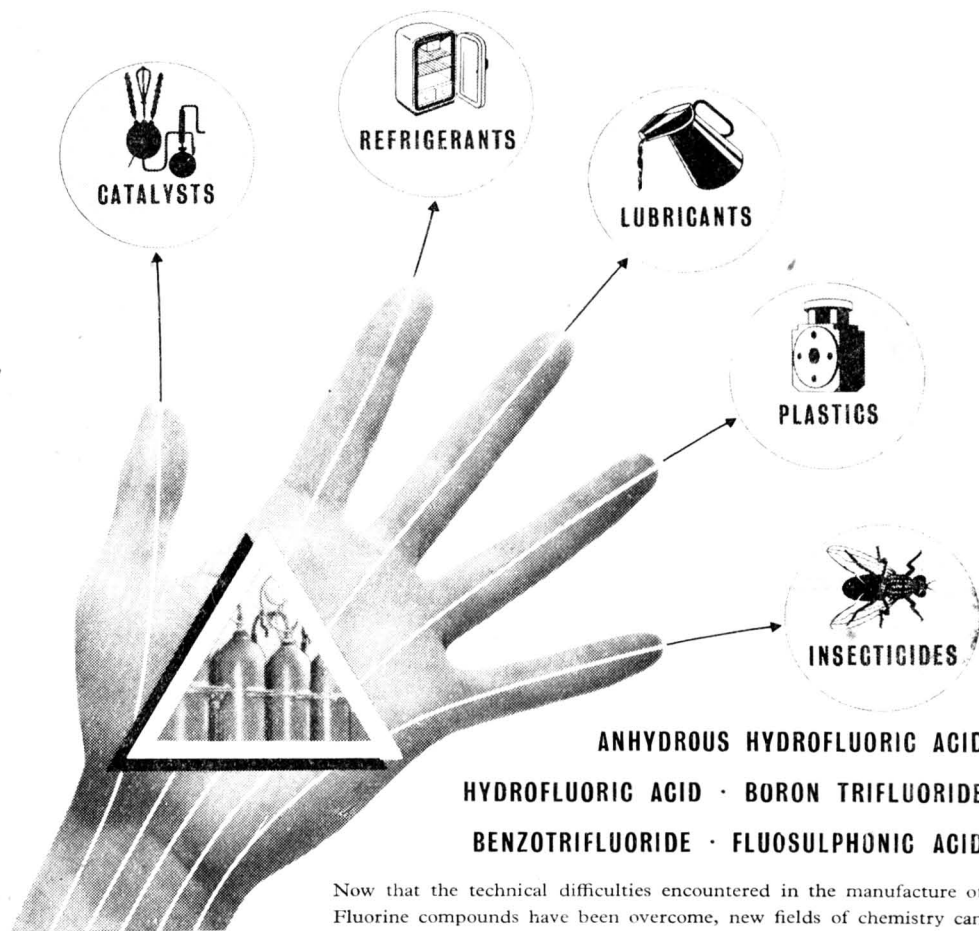 CATALYSTS
REFRIGERANTS
LUBRICANTS
PLASTICS
INSECTICIDES
ANHYDROUS HYDROFLUORIC ACID
HYDROFLUORIC ACID · BORON TRIFLUORIDE
BENZOTRIFLUORIDE · FLUOSULPHONIC ACID
Now that the technical difficulties encountered in the manufacture of
Fluorine compounds have been overcome, new fields of chemistry can